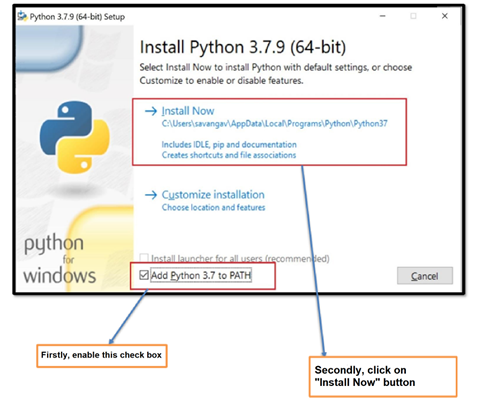 Python 3.7.9 (64-bit) Setup
Install Python 3.7.9 (64-bit)
Select Install Now to install Python with default settings, or choose
Customize to enable or disable features.
Install Now
C:\Users\savangav\AppData\Local\Programs\Python\Python37
Includes IDLE, pip and documentation
Creates shortcuts and file associations
Customize installation
Choose location and features
Install launcher for all users (recommended)
Add Python 3.7 to PATH
Cancel
python
for
windows
Firstly, enable this check box
Secondly, click on
"Install Now" button